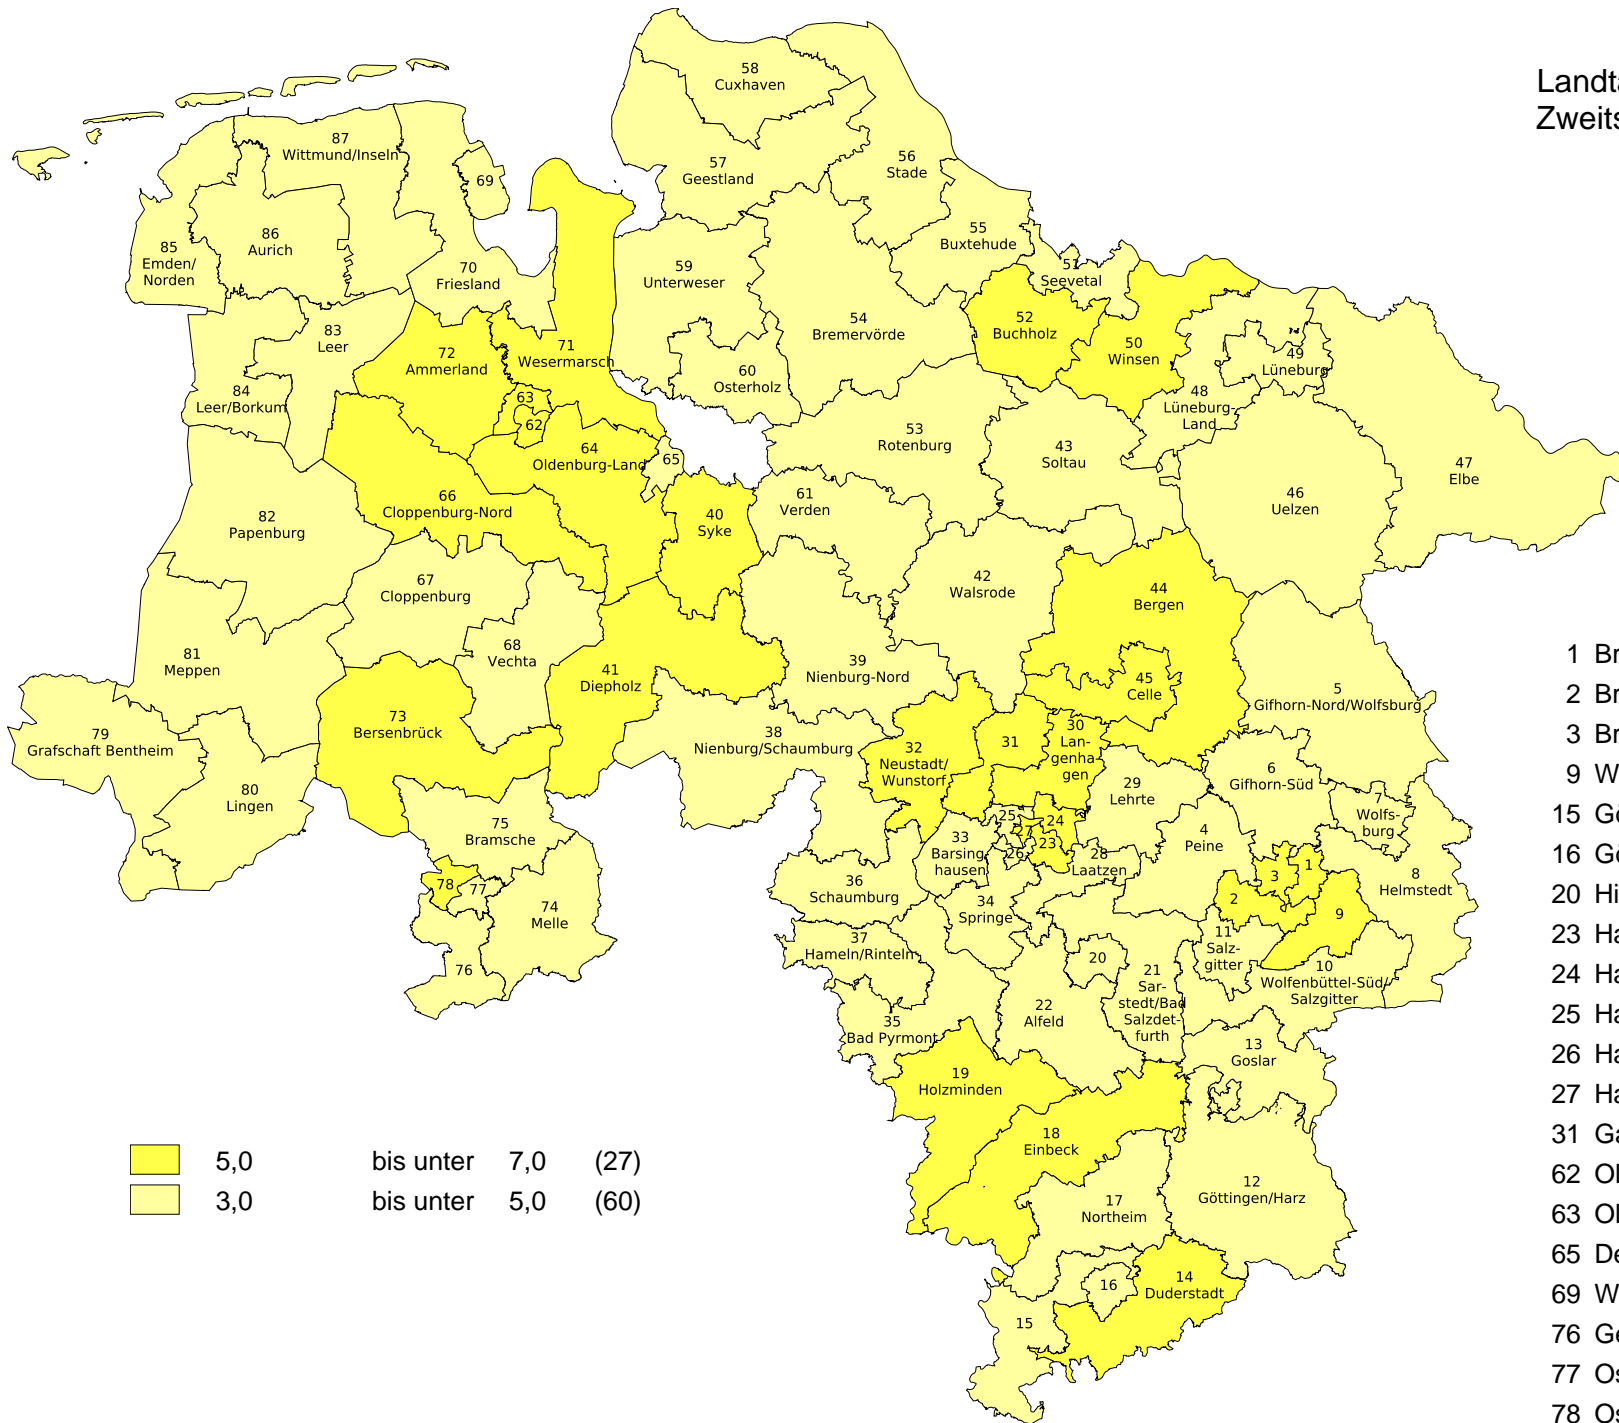 Landta
Zweits
58
Cuxhaven
87
Wittmund/Inseln
56
Stade
57
Geestland
69
86
Aurich
55
Buxtehude
85
Emden/
Norden
51
Seevetal
59
Unterweser
70
Friesland
52
Buchholz
54
Bremervörde
83
Leer
50
Winsen
71
Wesermarsch
72
Ammerland
49
Lüneburg
60
Osterholz
84
Leer/Borkum
48
Lüneburg-
Land
63
62
53
Rotenburg
43
Soltau
64
Oldenburg-Land
65
47
Elbe
66
Cloppenburg-Nord
61
Verden
46
Uelzen
82
Papenburg
40
Syke
67
Cloppenburg
42
Walsrode
44
Bergen
68
Vechta
81
Meppen
39
Nienburg-Nord
41
Diepholz
45
Celle
5
Gifhorn-Nord/Wolfsburg
73
Bersenbrück
79
Grafschaft Bentheim
38
Nienburg/Schaumburg
32
Neustadt/
Wunstorf
31
30
Lan-
genha-
gen
6
Gifhorn-Süd
29
Lehrte
80
Lingen
7
Wolfs-
burg
75
Bramsche
25
24
27
23
26
33
Barsing-
hausen
28
Laatzen
4
Peine
8
Helmstedt
3
1
2
9
36
Schaumburg
78
77
74
Melle
34
Springe
11
Salz-
gitter
37
Hameln/Rinteln
20
76
21
Sar-
stedt/Bad
Salzdet-
furth
10
Wolfenbüttel-Süd/
Salzgitter
22
Alfeld
35
Bad Pyrmont
13
Goslar
19
Holzminden
18
Einbeck
12
Göttingen/Harz
17
Northeim
14
Duderstadt
16
15
5,0 bis unter 7,0 (27)
3,0 bis unter 5,0 (60)
1 Br
2 Br
3 Br
9 W
15 Gö
16 Gö
20 Hi
23 Ha
24 Ha
25 Ha
26 Ha
27 Ha
31 Ga
62 Ol
63 Ol
65 De
69 W
76 Ge
77 Os
78 Os